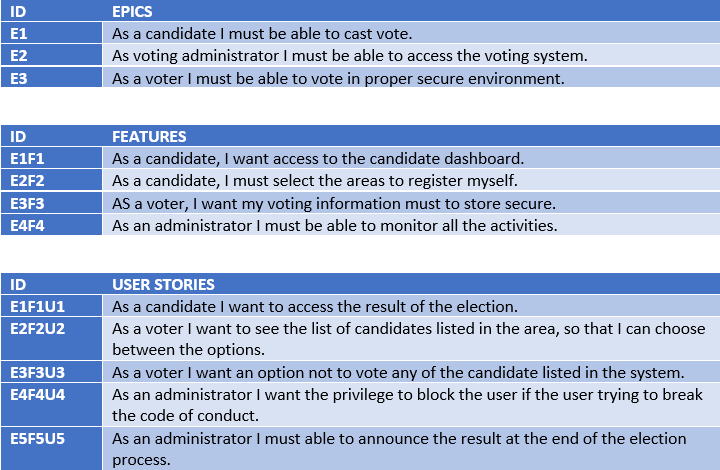 ID EPICS
E1 As a candidate I must be able to cast vote.
E2 As voting administrator I must be able to access the voting system.
E3 As a voter I must be able to vote in proper secure environment.
ID FEATURES
E1F1 As a candidate, I want access to the candidate dashboard.
E2F2 As a candidate, I must select the areas to register myself.
E3F3 AS a voter, I want my voting information must to store secure.
E4F4 As an administrator I must be able to monitor all the activities.
ID USER STORIES
E1F1U1 As a candidate I want to access the result of the election.
E2F2U2 As a voter I want to see the list of candidates listed in the area, so that I can choose
between the options.
E3F3U3 As a voter I want an option not to vote any of the candidate listed in the system.
E4F4U4 As an administrator I want the privilege to block the user if the user trying to break
the code of conduct.
E5F5U5 As an administrator I must able to announce the result at the end of the election
process.